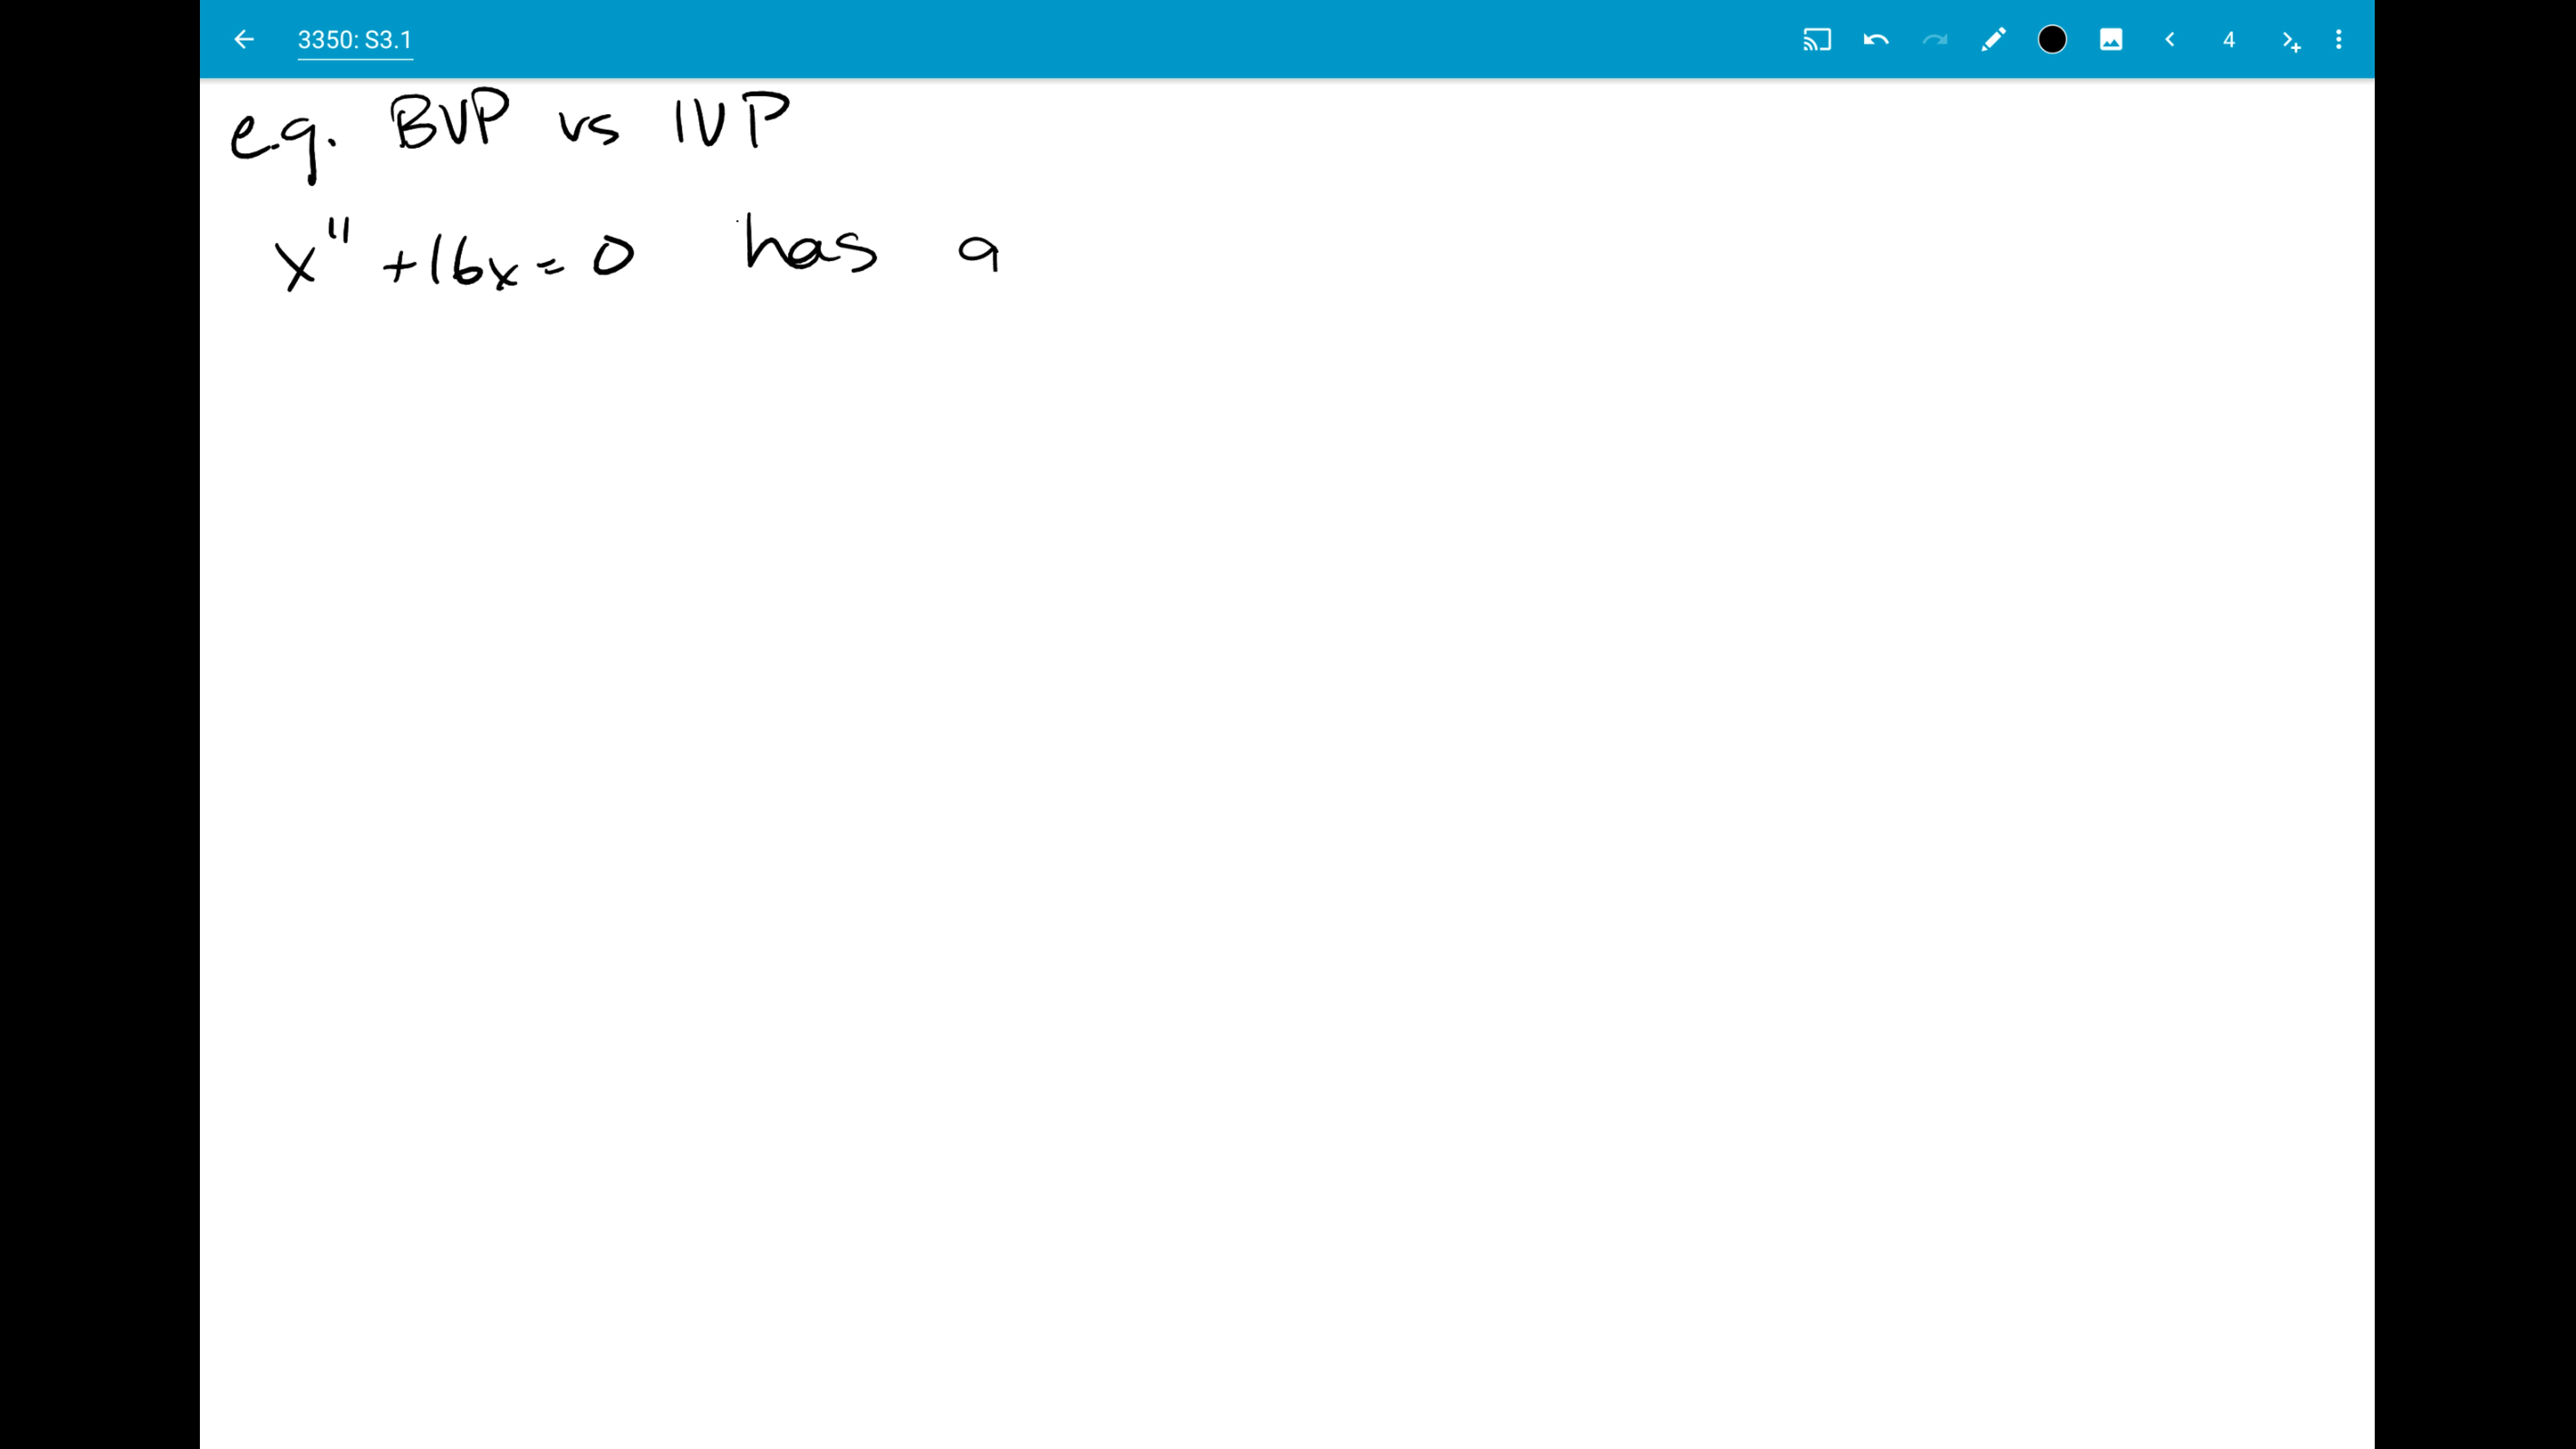 3350: S3.1
4
e.g. BVP vs IVP
x" +16x = 0 has a